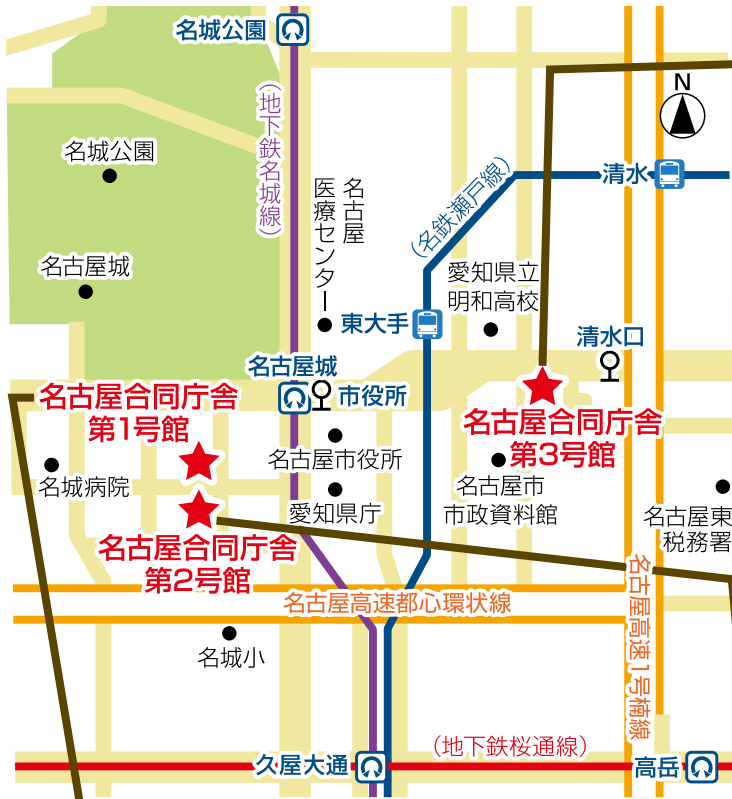 名城公園
(地下鉄名城線)
N
名城公園
清水
(名鉄瀬戸線)
名古屋
医療センター
名古屋城
愛知県立
明和高校
東大手
清水口
名古屋城
市役所
名古屋合同庁舎
第1号館
名古屋合同庁舎
第3号館
名古屋市役所
名城病院
名古屋市
市政資料館
愛知県庁
名古屋東
税務署
名古屋合同庁舎
第2号館
名古屋高速都心環状線
名古屋高速1号楠線
名城小
(地下鉄桜通線)
久屋大通
高岳